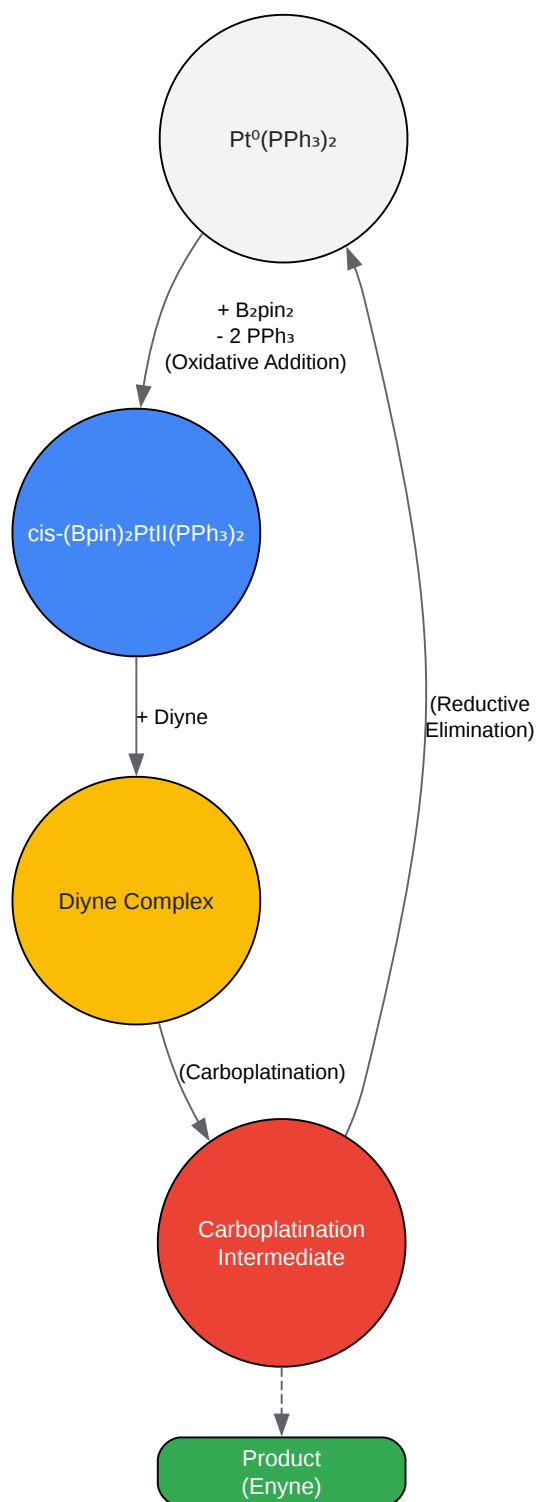 Pt⁰(PPh₃)₂
+ B₂pin₂
- 2 PPh₃
(Oxidative Addition)
cis-(Bpin)₂PtII(PPh₃)₂
(Reductive
Elimination)
+ Diyne
Diyne Complex
(Carboplatination)
Carboplatination
Intermediate
Product
(Enyne)